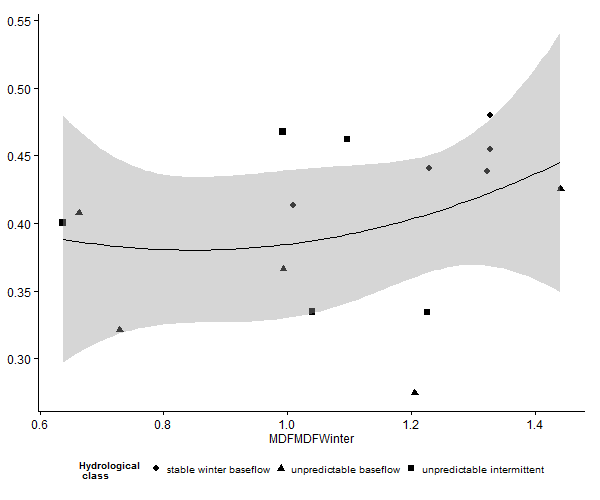 0.55
0.50
0.45
0.40
0.35
0.30
0.6 0.8 1.0 1.2 1.4
MDFMDFWinter
Hydrological
class
stable winter baseflow unpredictable baseflow unpredictable intermittent